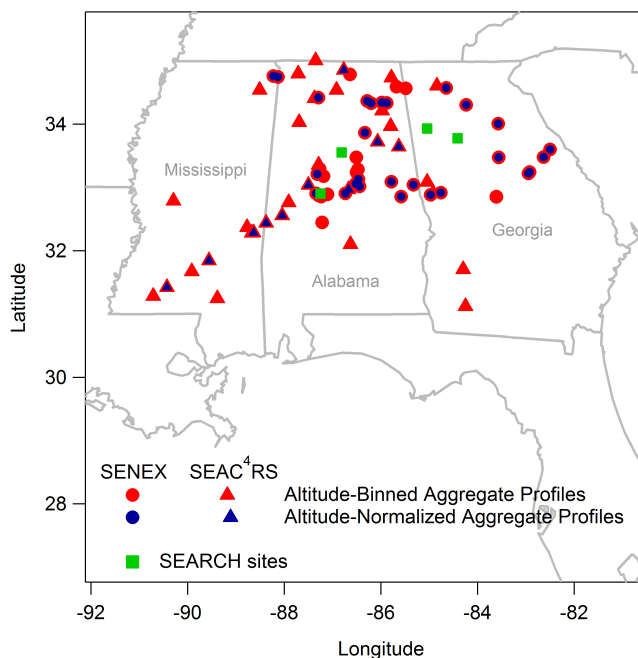 34
32
30
28
Latitude
Mississippi
Alabama
Georgia
SENEX SEAC⁴RS
Altitude-Binned Aggregate Profiles
Altitude-Normalized Aggregate Profiles
SEARCH sites
-92 -90 -88 -86 -84 -82
Longitude